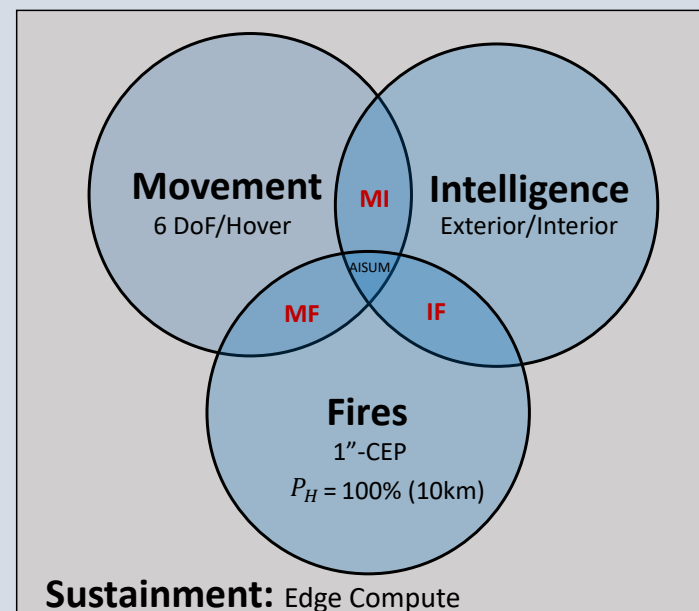 Movement
6 DoF/Hover
MI
Intelligence
Exterior/Interior
AISUM
MF
IF
Fires
1”-CEP
P_H = 100% (10km)
Sustainment: Edge Compute